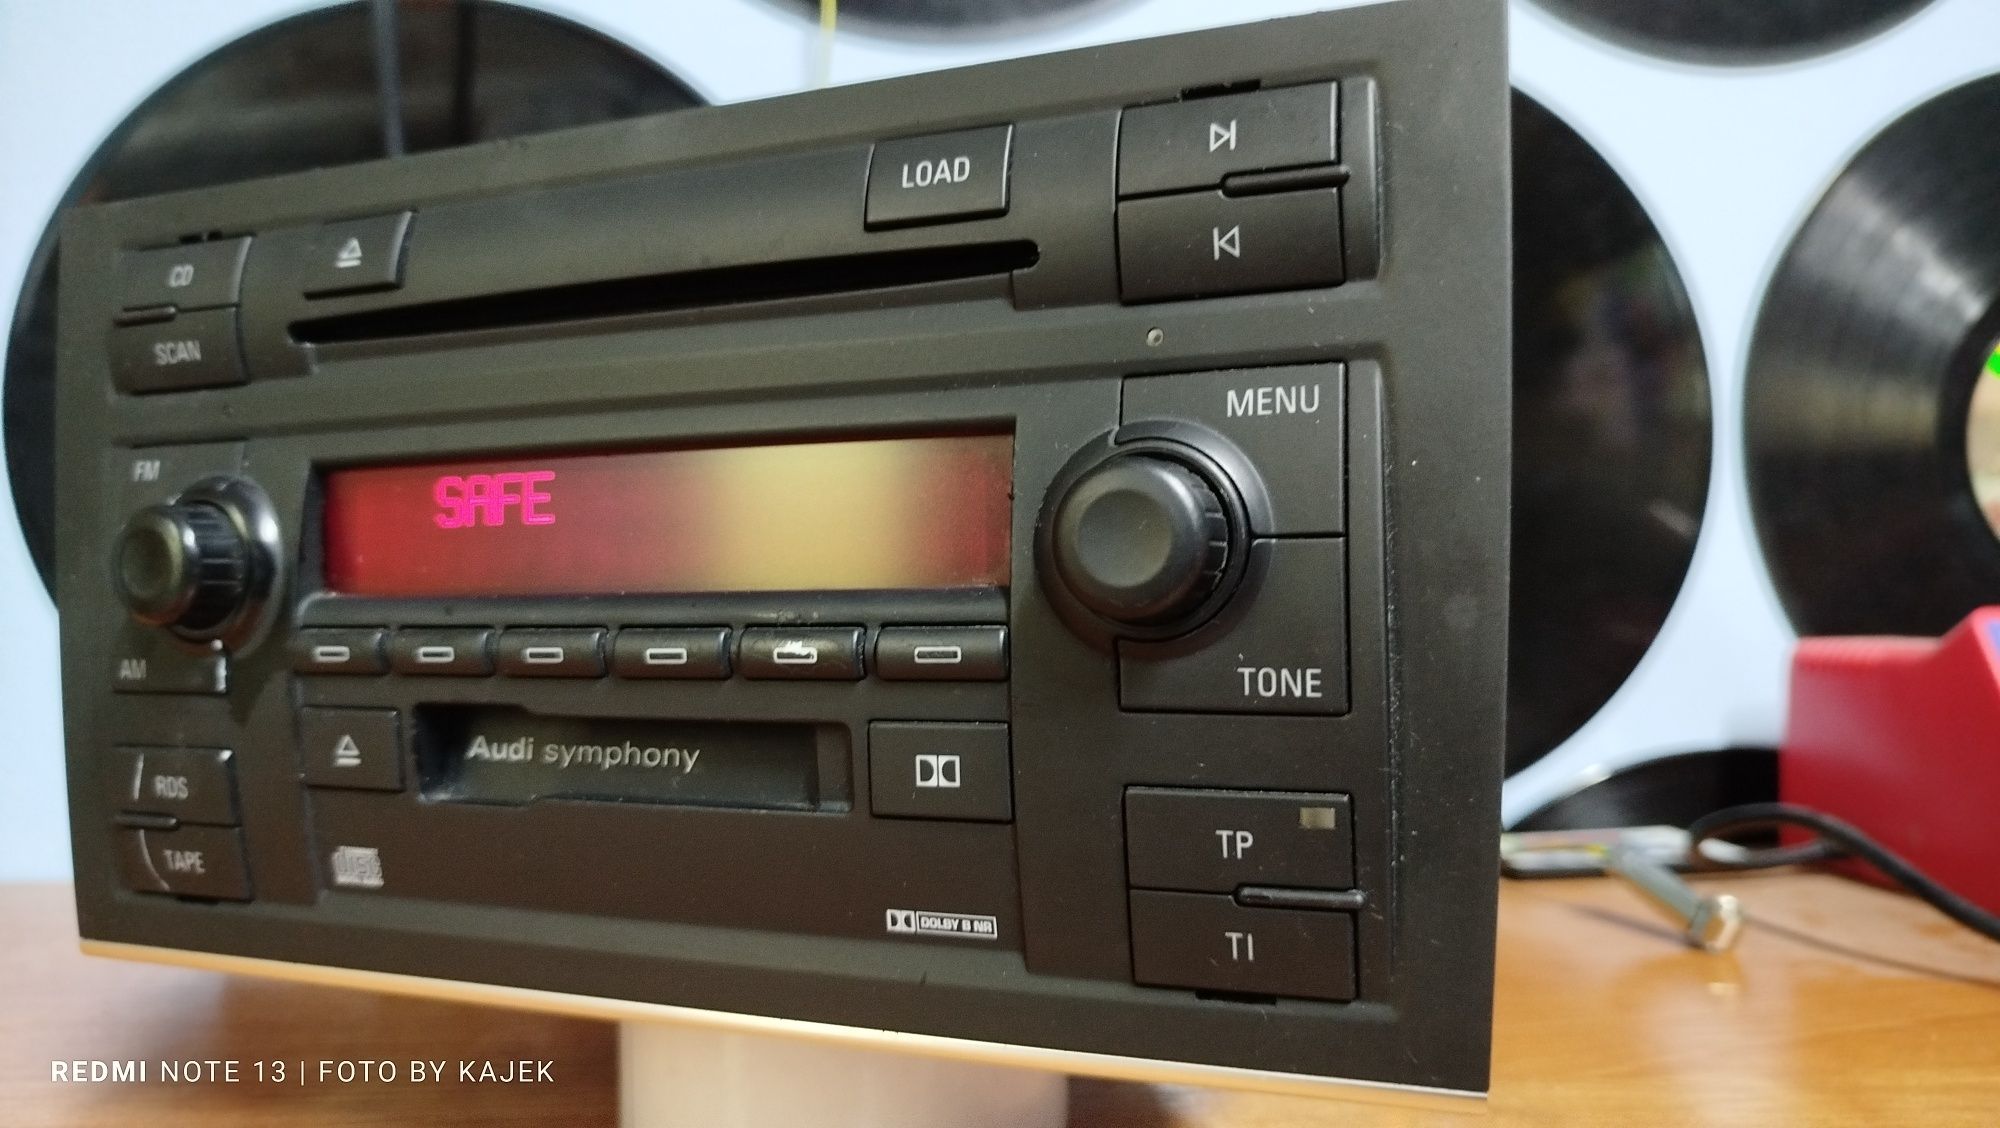 LOAD
CD
SCAN
MENU
FM
SAFE
AM
TONE
Audi symphony
RDS
TAPE
TP
disc
DOLBY B NR
TI
REDMI NOTE 13 | FOTO BY KAJEK